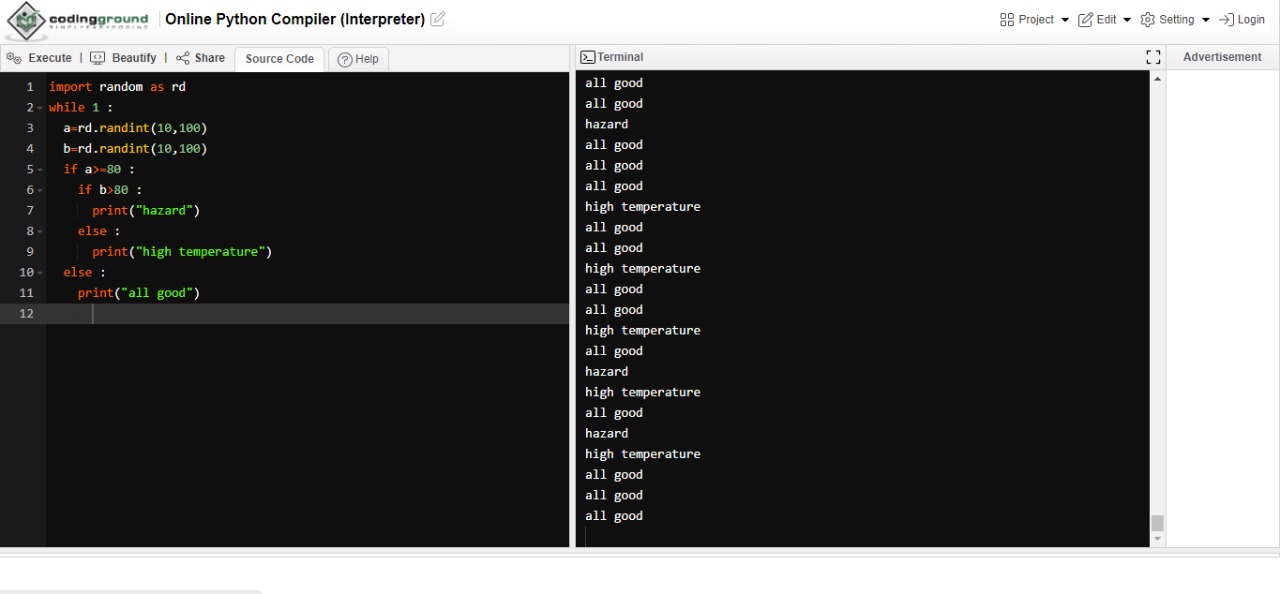 codingground
SIMPLYEASYCODING
Online Python Compiler (Interpreter)
Project Edit Setting Login
Execute | Beautify | Share Source Code Help
1 import random as rd
2 while 1 :
3 a=rd.randint(10,100)
4 b=rd.randint(10,100)
5 if a>=80 :
6 if b>80 :
7 print("hazard")
8 else :
9 print("high temperature")
10 else :
11 print("all good")
12
Terminal
all good
all good
hazard
all good
all good
all good
high temperature
all good
all good
high temperature
all good
all good
high temperature
all good
hazard
high temperature
all good
hazard
high temperature
all good
all good
all good
Advertisement